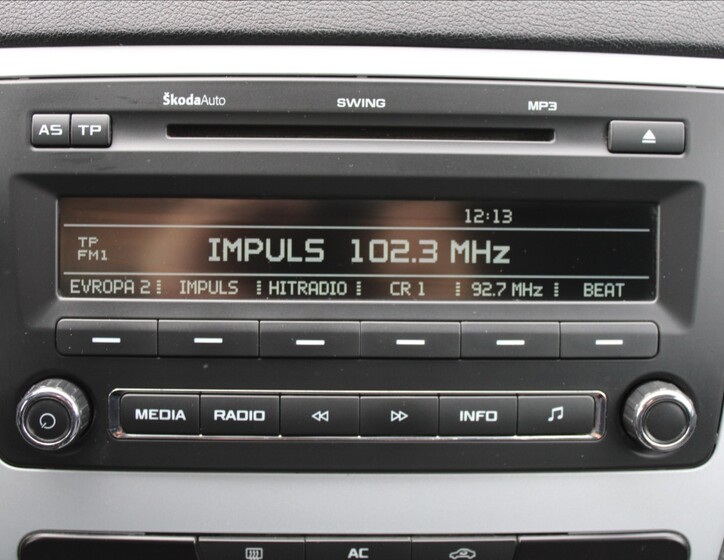 ŠkodaAuto SWING MP3
AS TP
12:13
TP
FM1
IMPULS 102.3 MHz
EVROPA 2 IMPULS HITRADIO CR 1 92.7 MHz BEAT
MEDIA RADIO INFO
AC